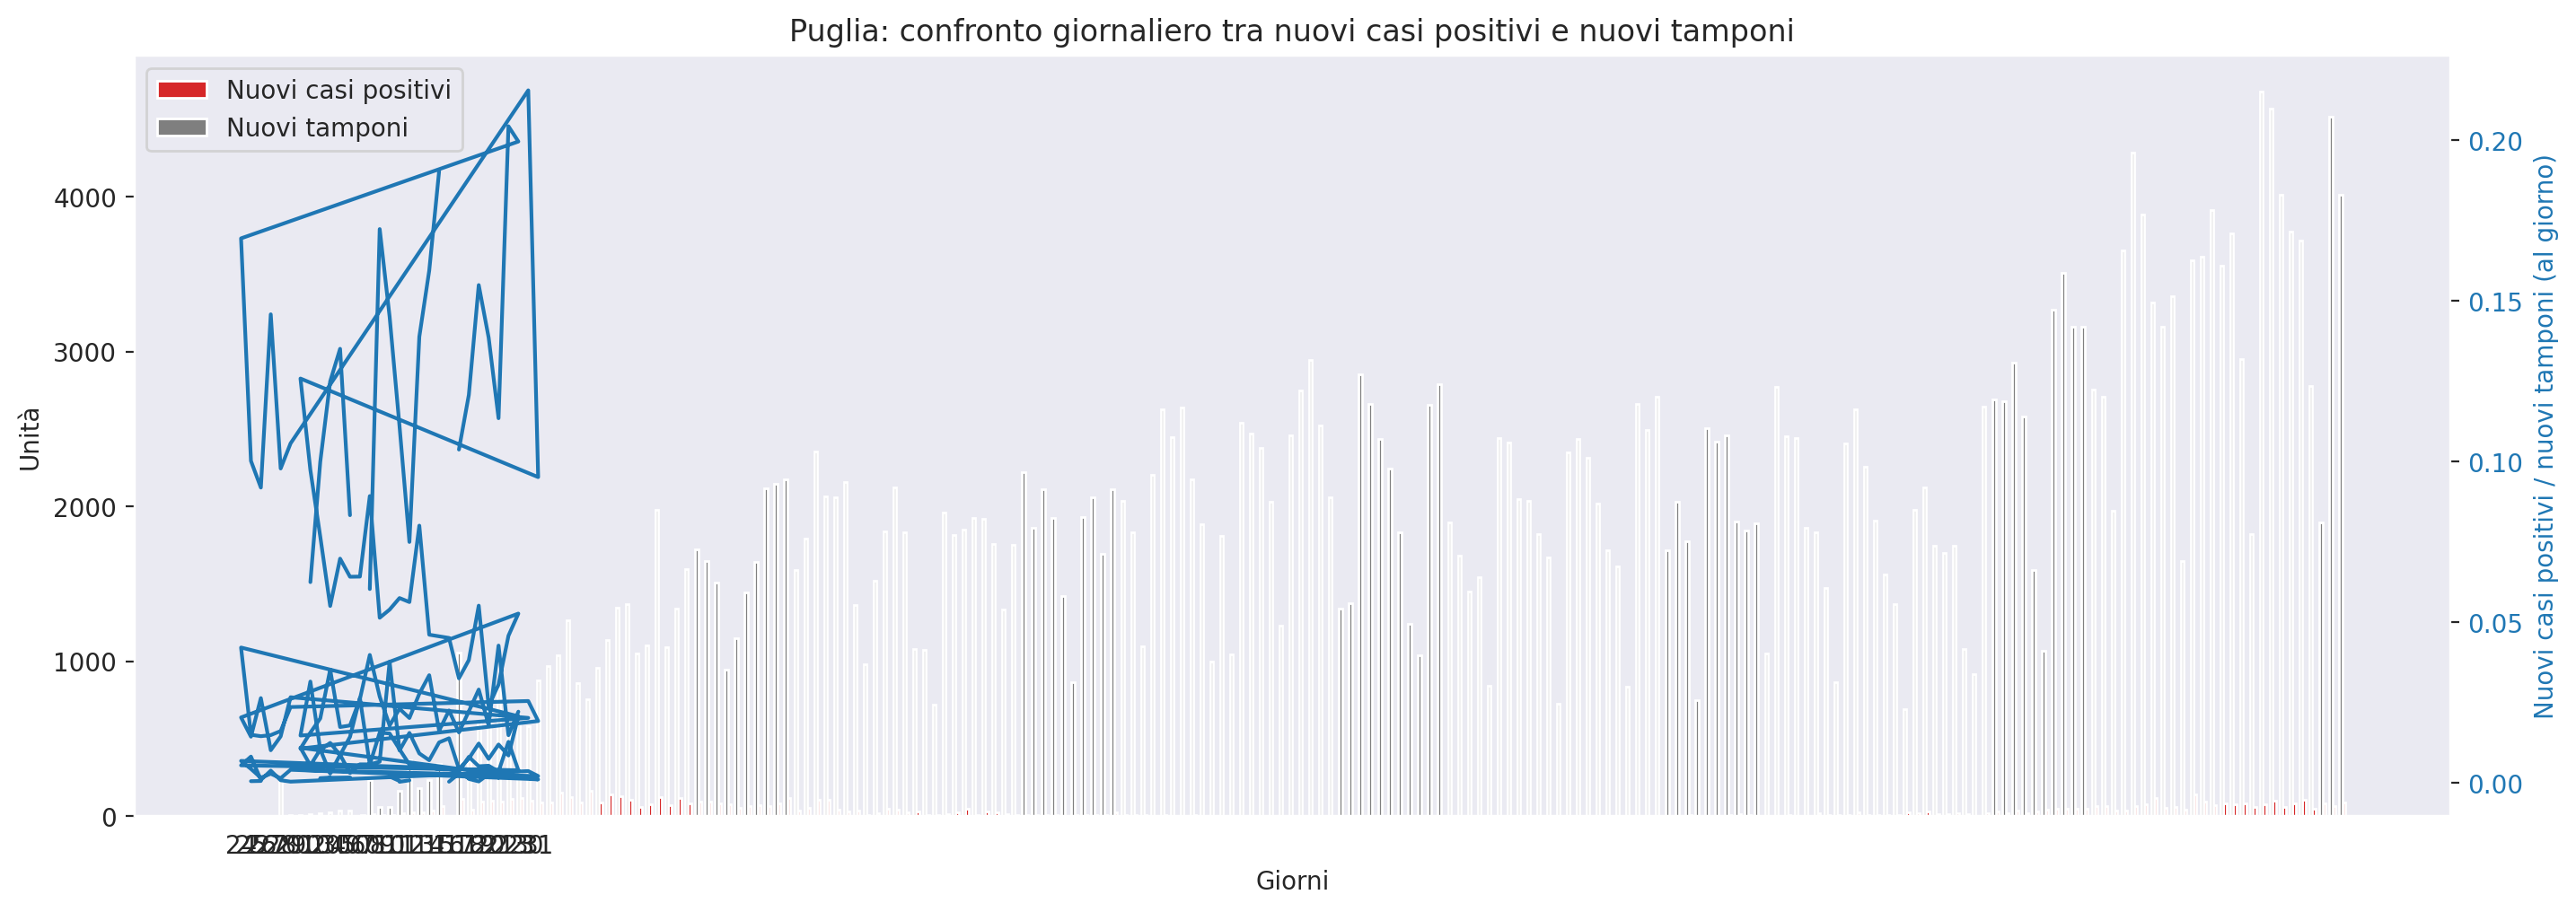 Puglia: confronto giornaliero tra nuovi casi positivi e nuovi tamponi
Nuovi casi positivi
Nuovi tamponi
Unità
4000
3000
2000
1000
0
0.20
0.15
0.10
0.05
0.00
Nuovi casi positivi / nuovi tamponi (al giorno)
Giorni